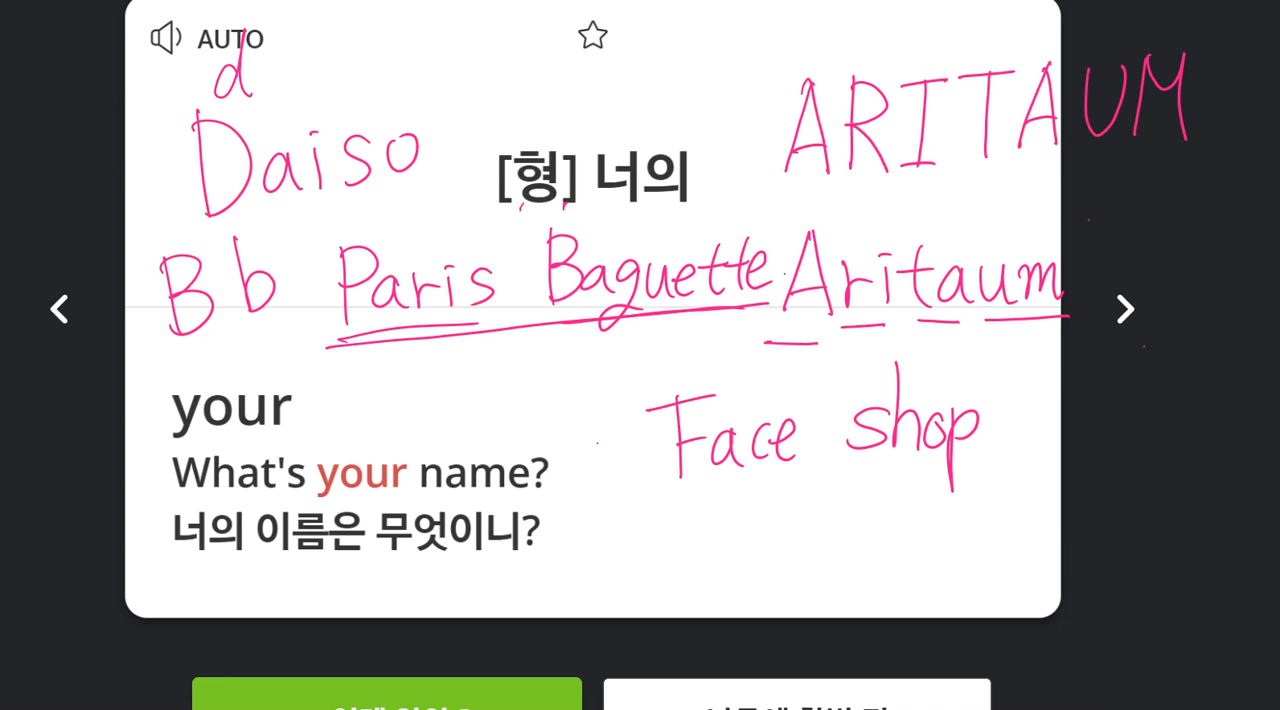 AUTO
d
Daiso
[형] 너의
ARITAUM
B b Paris Baguette Aritaum
your
Face shop
What's your name?
너의 이름은 무엇이니?